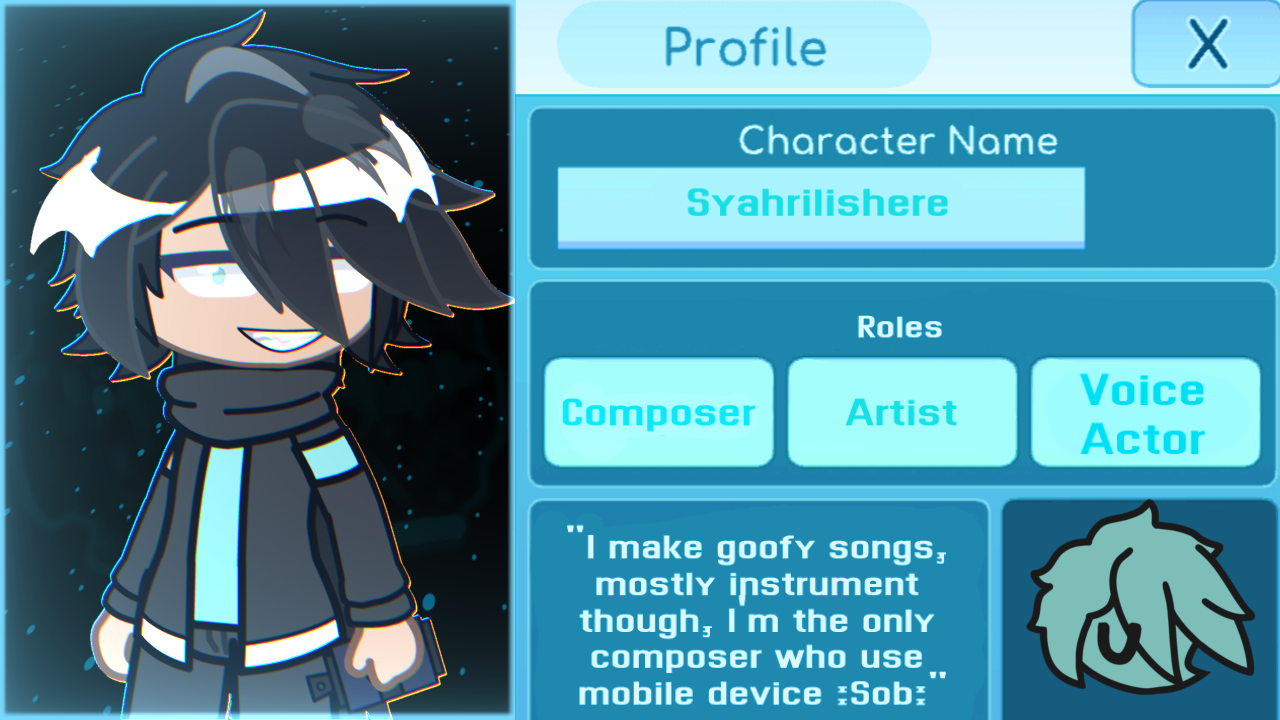 Profile
X
Character Name
Syahrilishere
Roles
Composer
Artist
Voice
Actor
"I make goofy songs,
mostly instrument
though, I'm the only
composer who use
mobile device :Sob:"